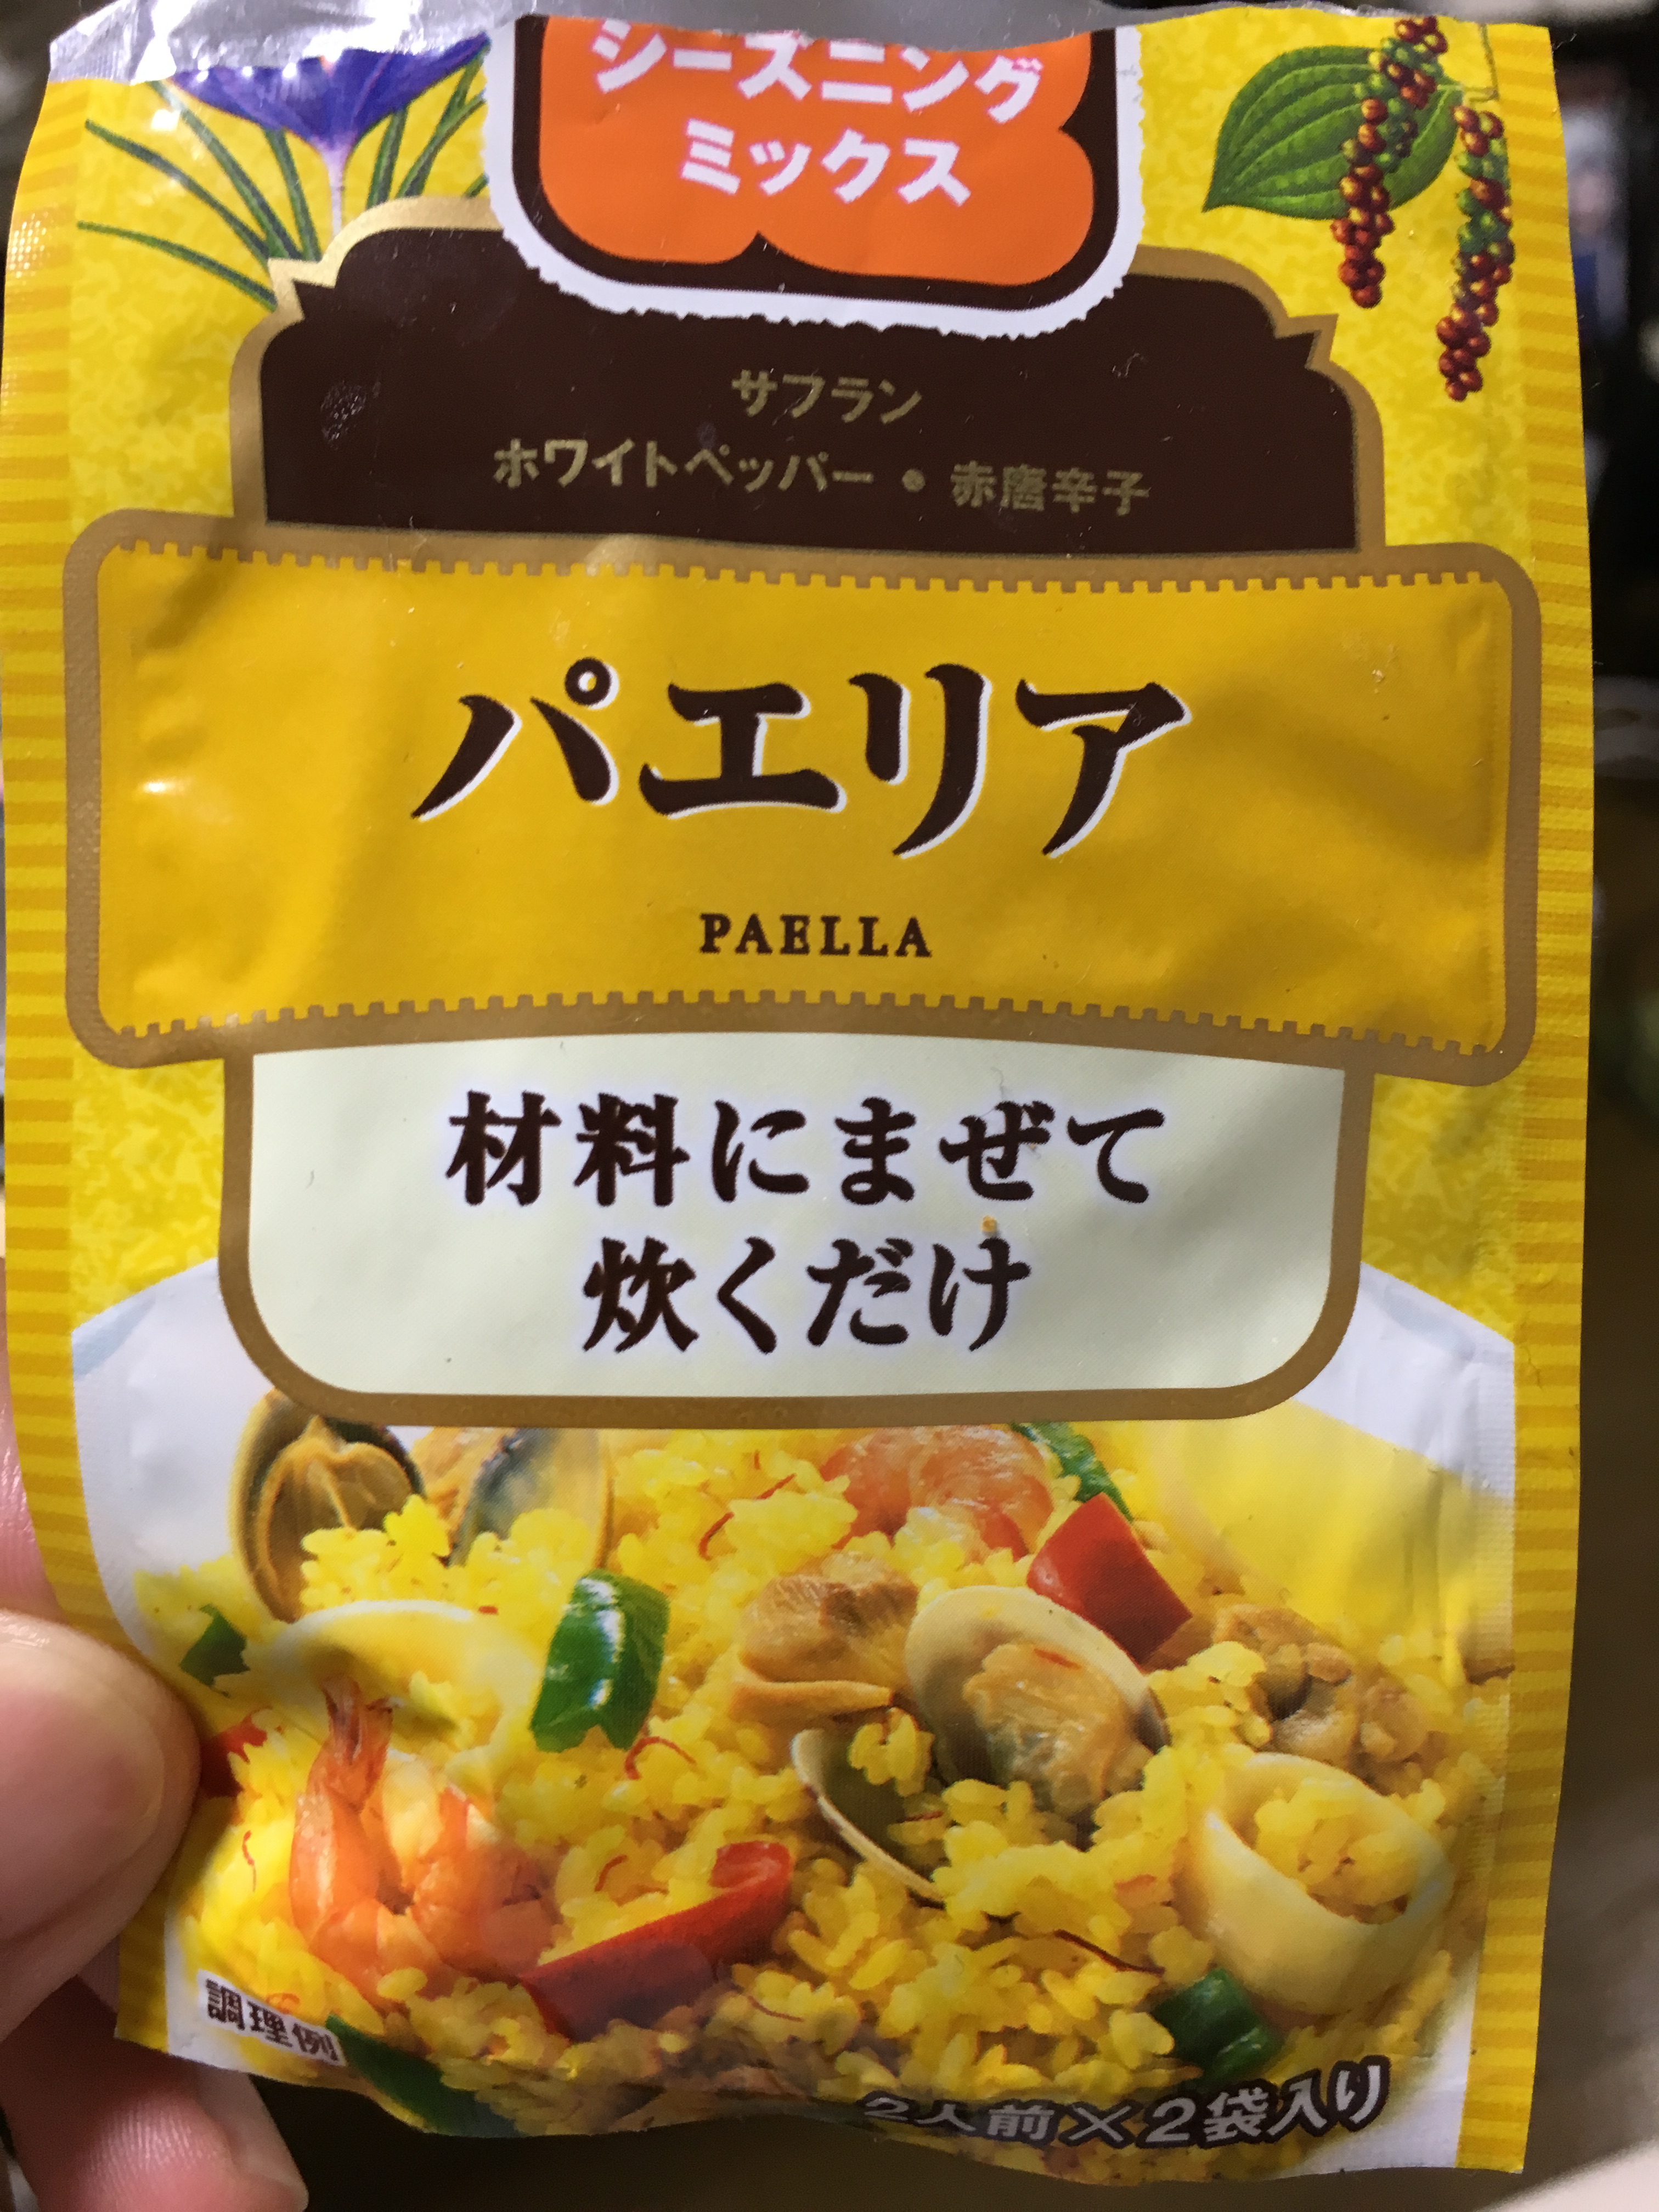 シーズニング
ミックス
サフラン
ホワイトペッパー・赤唐辛子
パエリア
PAELLA
材料にまぜて
炊くだけ
調理例
2人前×2袋入り